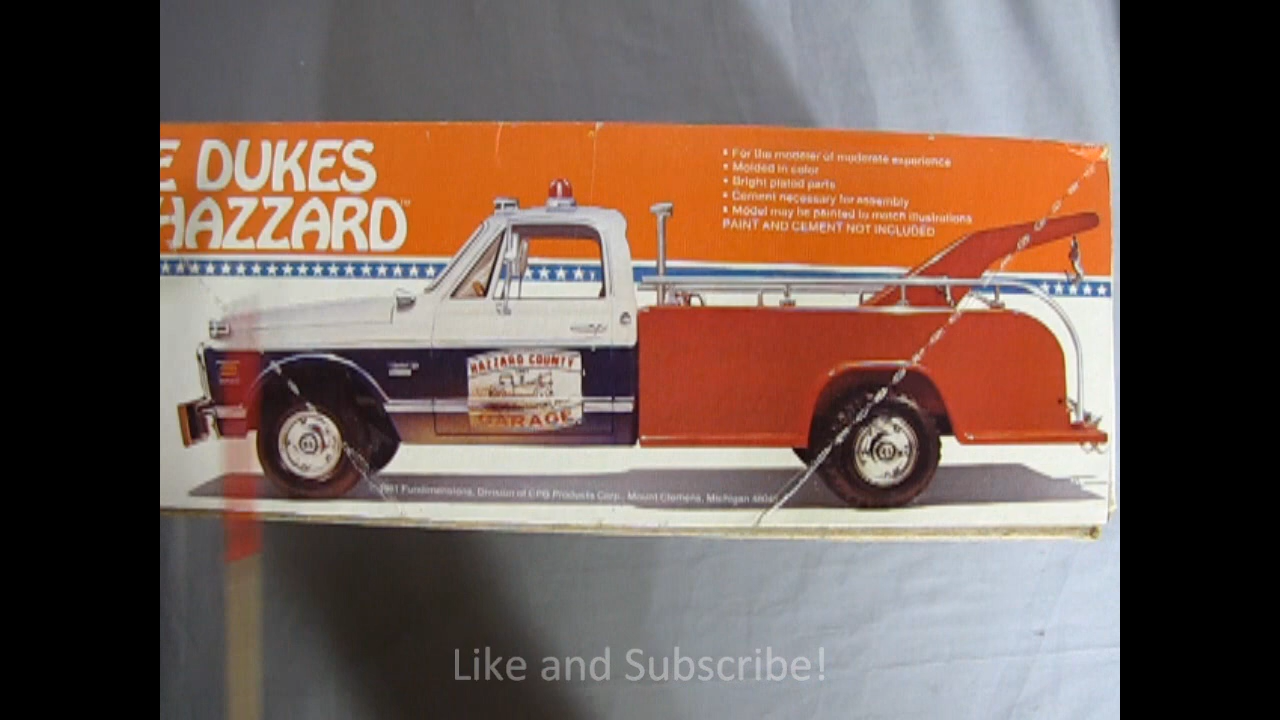 E DUKES
HAZZARD™
• For the modeler of moderate experience
• Molded in color
• Bright plated parts
• Cement necessary for assembly
• Model may be painted to match illustrations
PAINT AND CEMENT NOT INCLUDED
HAZZARD COUNTY
GARAGE
1981 Fundimensions, Division of CPG Products Corp., Mount Clemens, Michigan
Like and Subscribe!